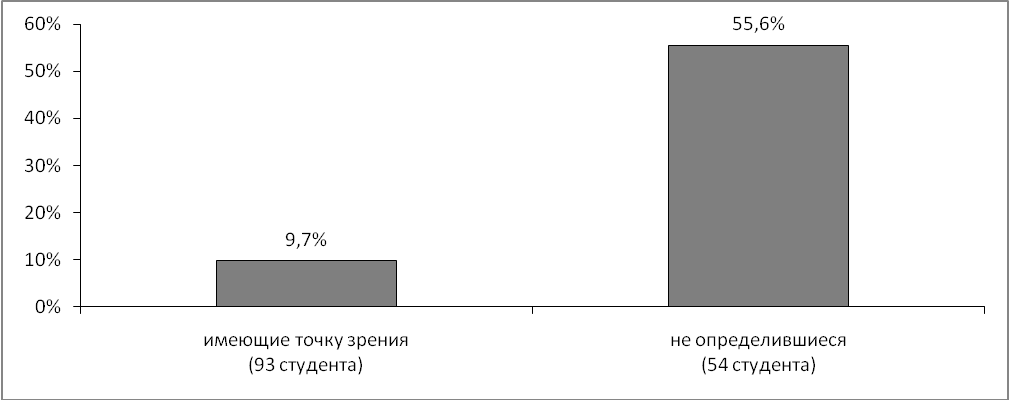 60%
55,6%
50%
40%
30%
20%
9,7%
10%
0%
имеющие точку зрения
(93 студента)
не определившиеся
(54 студента)